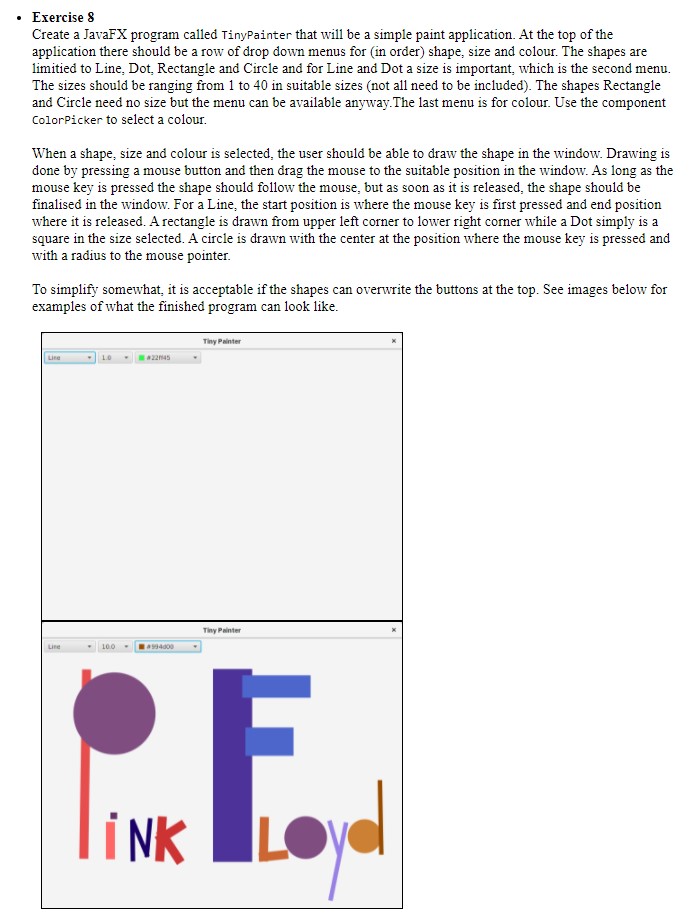 • Exercise 8
Create a JavaFX program called TinyPainter that will be a simple paint application. At the top of the
application there should be a row of drop down menus for (in order) shape, size and colour. The shapes are
limitied to Line, Dot, Rectangle and Circle and for Line and Dot a size is important, which is the second menu.
The sizes should be ranging from 1 to 40 in suitable sizes (not all need to be included). The shapes Rectangle
and Circle need no size but the menu can be available anyway.The last menu is for colour. Use the component
ColorPicker to select a colour.
When a shape, size and colour is selected, the user should be able to draw the shape in the window. Drawing is
done by pressing a mouse button and then drag the mouse to the suitable position in the window. As long as the
mouse key is pressed the shape should follow the mouse, but as soon as it is released, the shape should be
finalised in the window. For a Line, the start position is where the mouse key is first pressed and end position
where it is released. A rectangle is drawn from upper left corner to lower right corner while a Dot simply is a
square in the size selected. A circle is drawn with the center at the position where the mouse key is pressed and
with a radius to the mouse pointer.
To simplify somewhat, it is acceptable if the shapes can overwrite the buttons at the top. See images below for
examples of what the finished program can look like.
Tiny Painter ×
Line 1.0 #22ff45
Tiny Painter ×
Line 10.0 #994d00
PiNK FLoyd